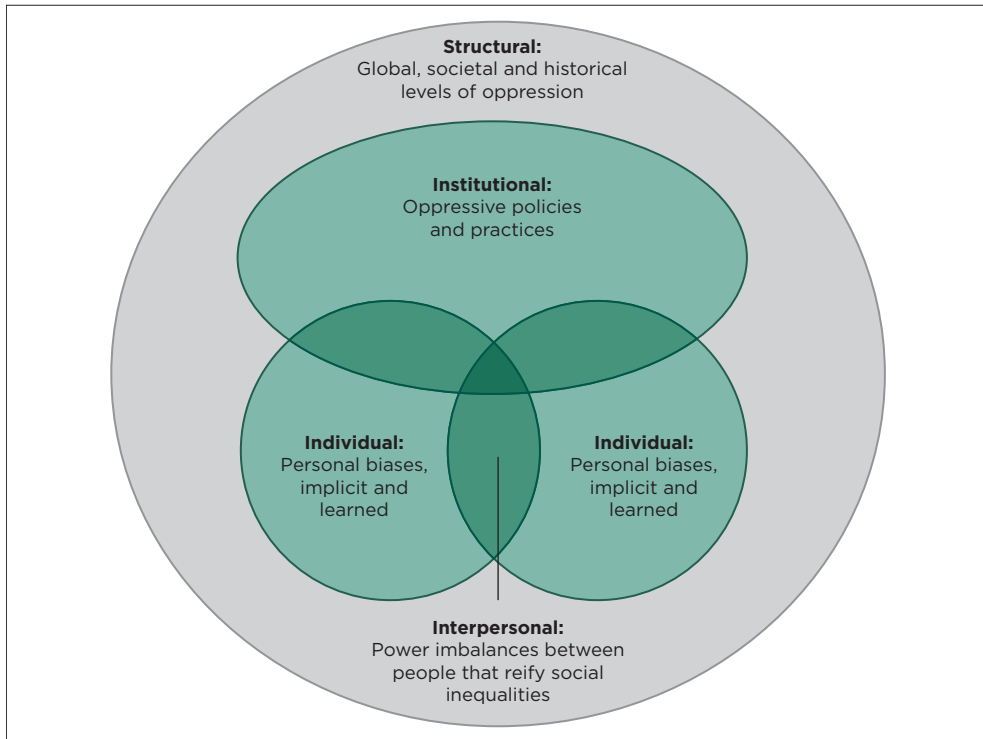 Structural:
Global, societal and historical
levels of oppression
Institutional:
Oppressive policies
and practices
Individual:
Personal biases,
implicit and
learned
Individual:
Personal biases,
implicit and
learned
Interpersonal:
Power imbalances between
people that reify social
inequalities